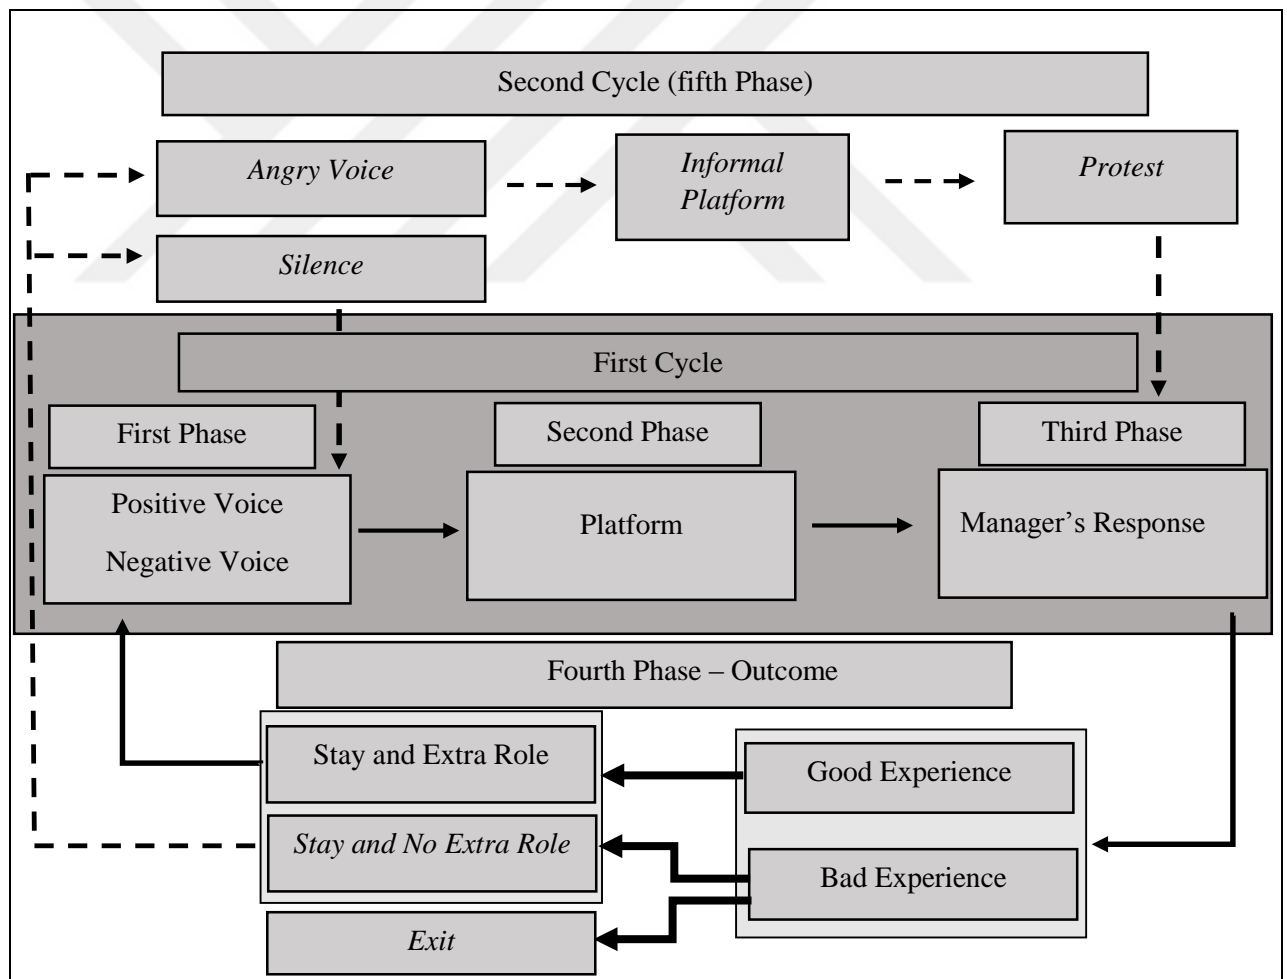 Second Cycle (fifth Phase)
Angry Voice
Informal
Platform
Protest
Silence
First Cycle
First Phase
Second Phase
Third Phase
Positive Voice
Negative Voice
Platform
Manager’s Response
Fourth Phase – Outcome
Stay and Extra Role
Good Experience
Stay and No Extra Role
Bad Experience
Exit